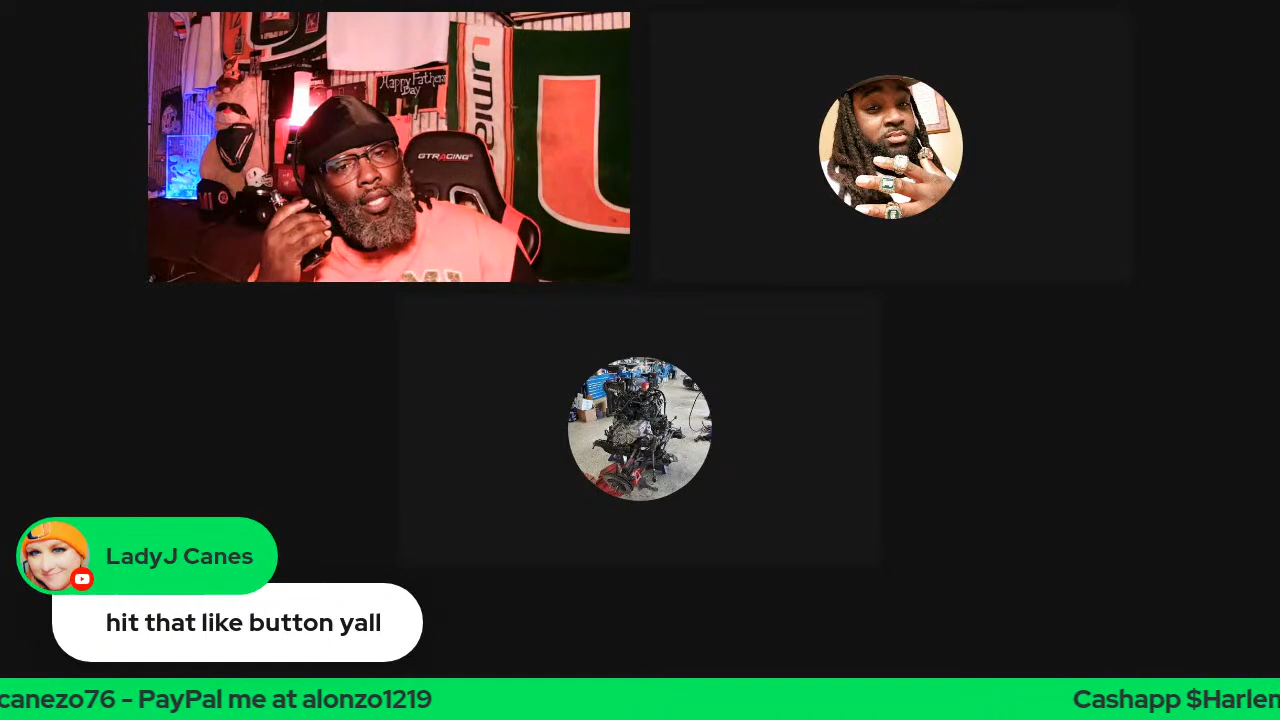 Happy Fathers
Day
GTRACING
U
LadyJ Canes
hit that like button yall
canezo76 - PayPal me at alonzo1219
Cashapp $Harlen